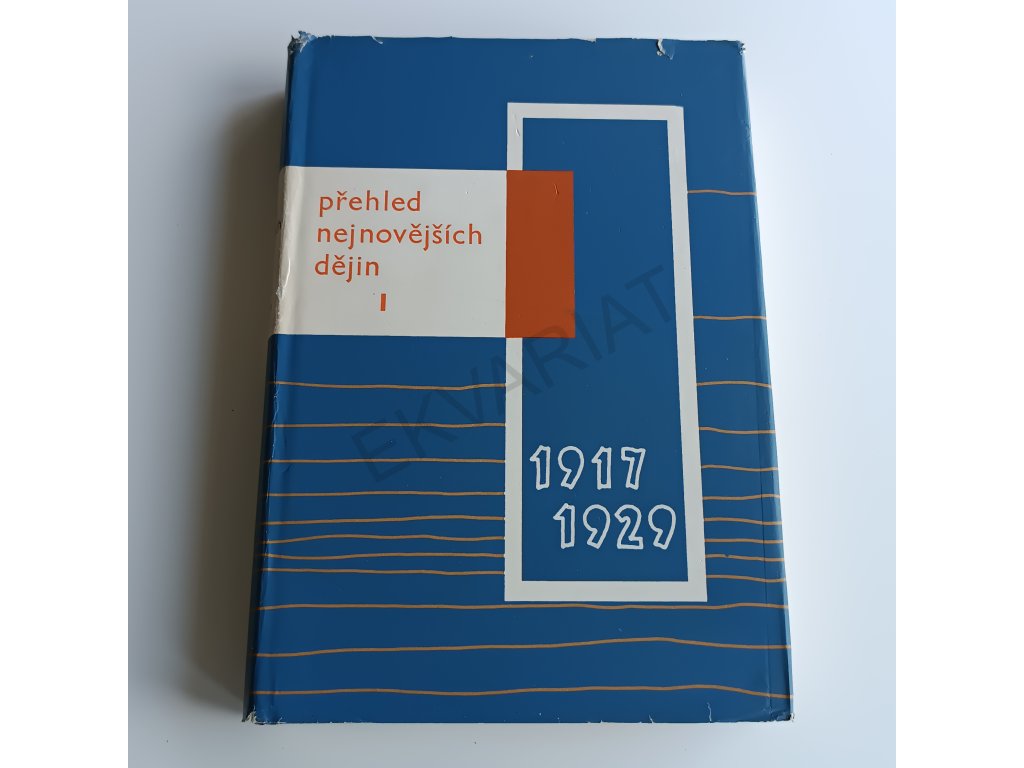 přehled
nejnovějších
dějin
I
1917
1929
EKVARIAT